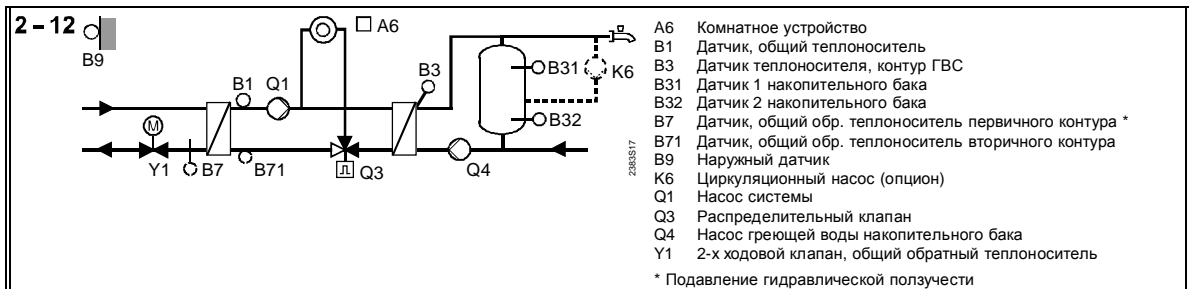 2 – 12
B9
A6
B1
Q1
B3
B31
K6
B32
M
Y1
B7
B71
Q3
Q4
2383S17
A6 Комнатное устройство
B1 Датчик, общий теплоноситель
B3 Датчик теплоносителя, контур ГВС
B31 Датчик 1 накопительного бака
B32 Датчик 2 накопительного бака
B7 Датчик, общий обр. теплоноситель первичного контура *
B71 Датчик, общий обр. теплоноситель вторичного контура
B9 Наружный датчик
K6 Циркуляционный насос (опцион)
Q1 Насос системы
Q3 Распределительный клапан
Q4 Насос греющей воды накопительного бака
Y1 2-х ходовой клапан, общий обратный теплоноситель
* Подавление гидравлической ползучести